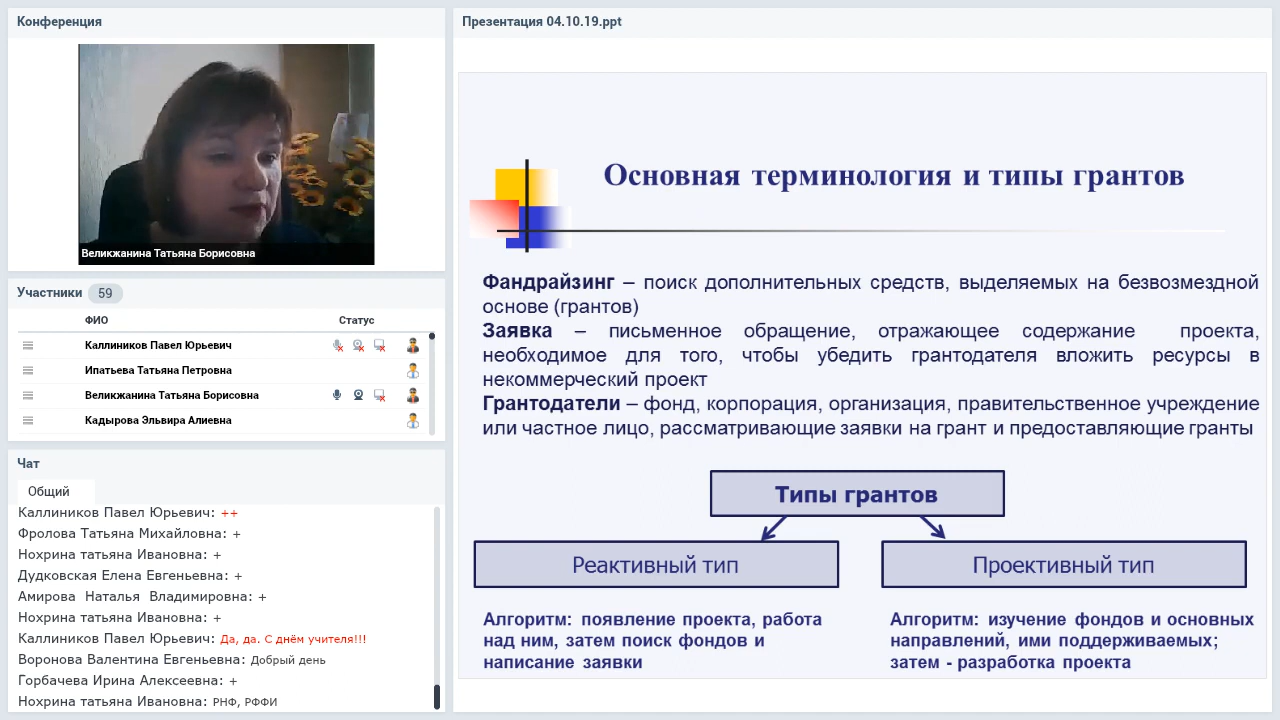 Конференция
Великжанина Татьяна Борисовна
Участники 59
ФИО Статус
Каллиников Павел Юрьевич
Ипатьева Татьяна Петровна
Великжанина Татьяна Борисовна
Кадырова Эльвира Алиевна
Чат
Общий
Каллиников Павел Юрьевич: ++
Фролова Татьяна Михайловна: +
Нохрина татьяна Ивановна: +
Дудковская Елена Евгеньевна: +
Амирова Наталья Владимировна: +
Нохрина татьяна Ивановна: +
Каллиников Павел Юрьевич: Да, да. С днём учителя!!!
Воронова Валентина Евгеньевна: Добрый день
Горбачева Ирина Алексеевна: +
Нохрина татьяна Ивановна: РНФ, РФФИ
Презентация 04.10.19.ppt
Основная терминология и типы грантов
Фандрайзинг – поиск дополнительных средств, выделяемых на безвозмездной
основе (грантов)
Заявка – письменное обращение, отражающее содержание проекта,
необходимое для того, чтобы убедить грантодателя вложить ресурсы в
некоммерческий проект
Грантодатели – фонд, корпорация, организация, правительственное учреждение
или частное лицо, рассматривающие заявки на грант и предоставляющие гранты
Типы грантов
Реактивный тип
Проективный тип
Алгоритм: появление проекта, работа
над ним, затем поиск фондов и
написание заявки
Алгоритм: изучение фондов и основных
направлений, ими поддерживаемых;
затем - разработка проекта